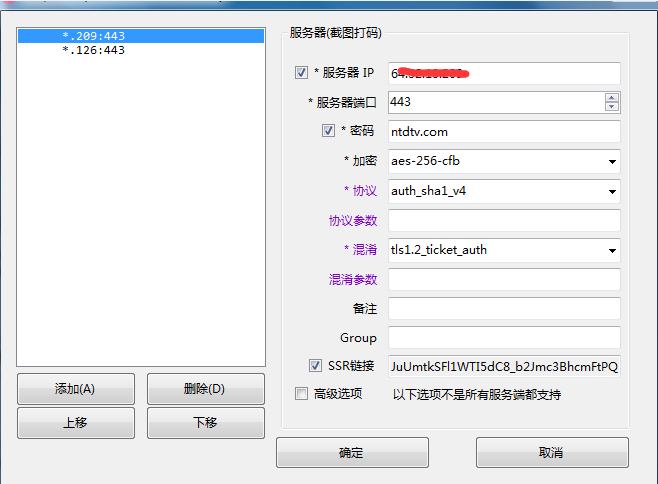 *.209:443
*.126:443
服务器(截图打码)
* 服务器 IP
* 服务器端口 443
* 密码 ntdtv.com
* 加密 aes-256-cfb
* 协议 auth_sha1_v4
协议参数
* 混淆 tls1.2_ticket_auth
混淆参数
备注
Group
SSR链接 JuUmtkSFl1WTI5dC8_b2Jmc3BhcmFtPQ
高级选项 以下选项不是所有服务端都支持
添加(A) 删除(D)
上移 下移
确定 取消